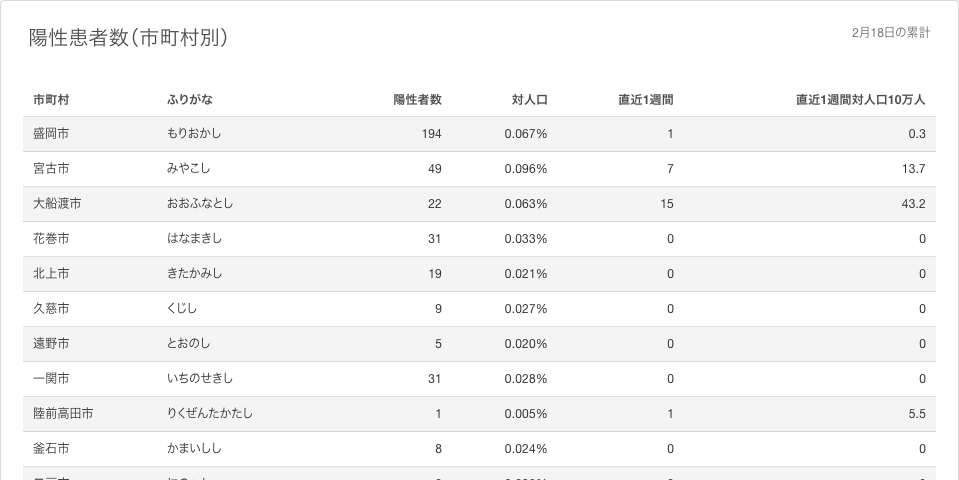 陽性患者数(市町村別)
2月18日の累計
市町村 ふりがな 陽性者数 対人口 直近1週間 直近1週間対人口10万人
盛岡市 もりおかし 194 0.067% 1 0.3
宮古市 みやこし 49 0.096% 7 13.7
大船渡市 おおふなとし 22 0.063% 15 43.2
花巻市 はなまきし 31 0.033% 0 0
北上市 きたかみし 19 0.021% 0 0
久慈市 くじし 9 0.027% 0 0
遠野市 とおのし 5 0.020% 0 0
一関市 いちのせきし 31 0.028% 0 0
陸前高田市 りくぜんたかたし 1 0.005% 1 5.5
釜石市 かまいしし 8 0.024% 0 0